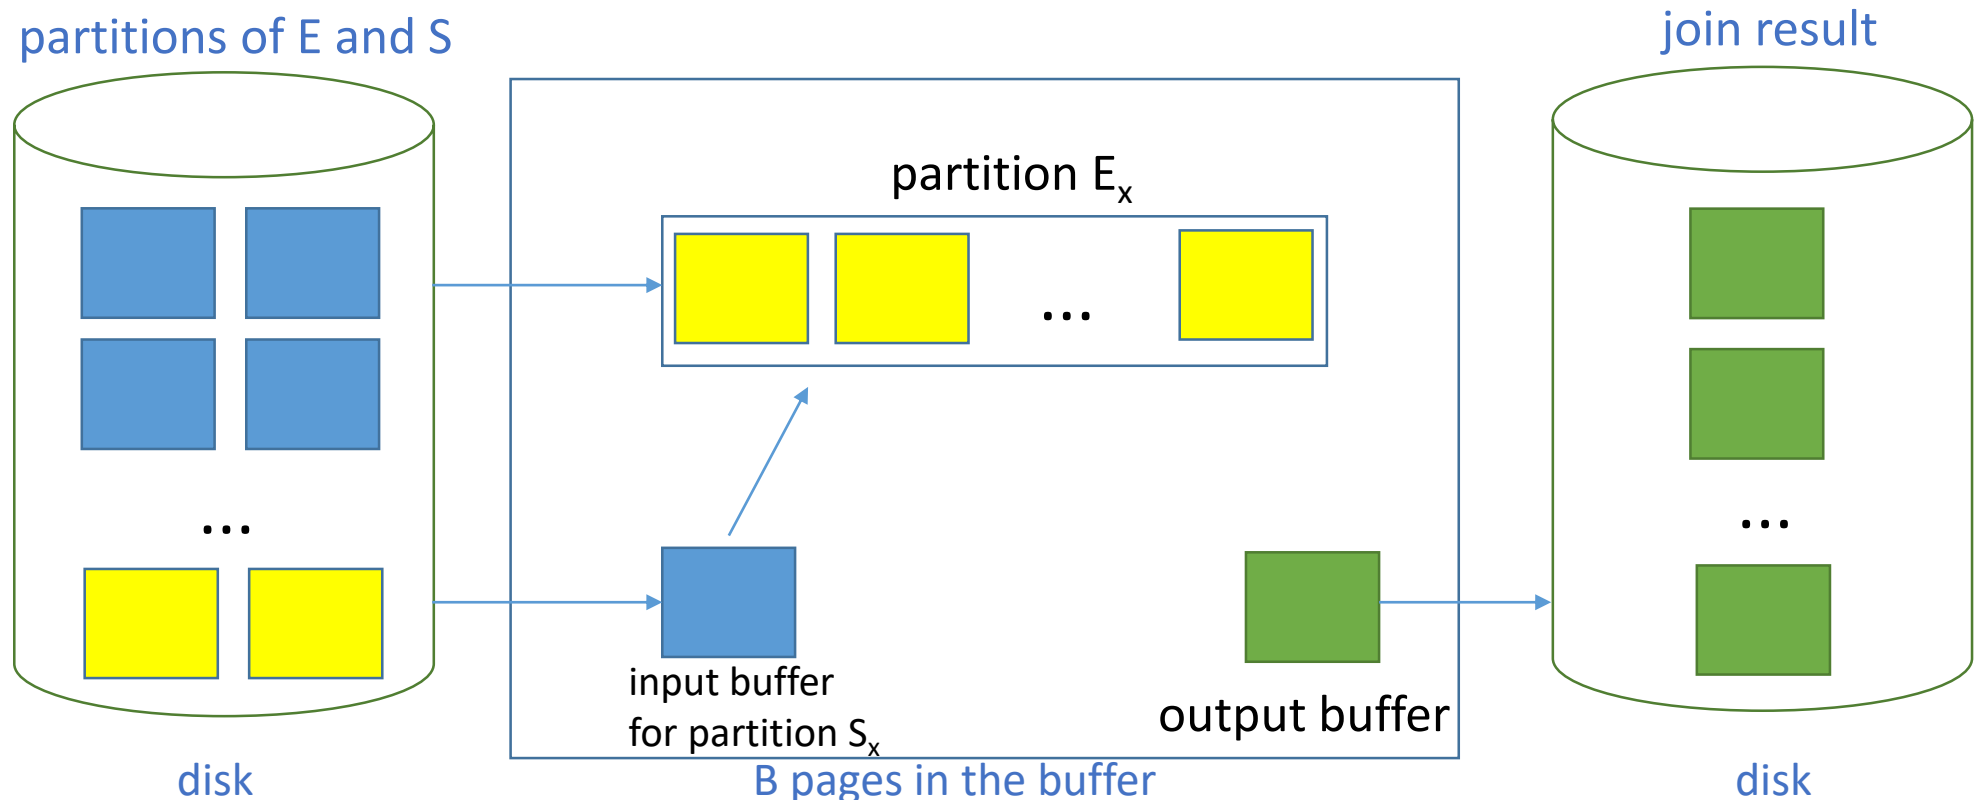 partitions of E and S
join result
partition Eₓ
...
...
...
input buffer
for partition Sₓ
output buffer
disk
B pages in the buffer
disk